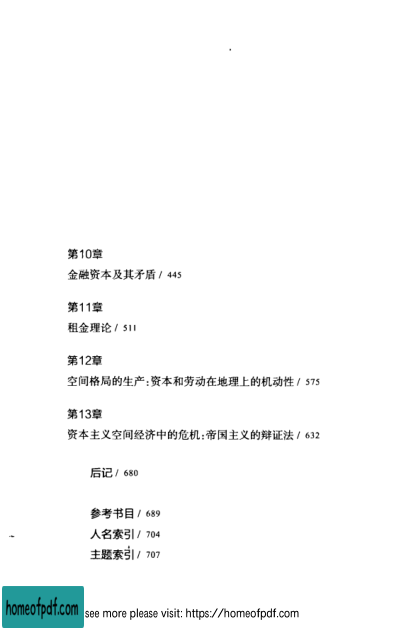 第10章
金融资本及其矛盾 / 445
第11章
租金理论 / 511
第12章
空间格局的生产：资本和劳动在地理上的机动性 / 575
第13章
资本主义空间经济中的危机：帝国主义的辩证法 / 632
后记 / 680
参考书目 / 689
人名索引 / 704
主题索引 / 707
homeofpdf.com
see more please visit: https://homeofpdf.com